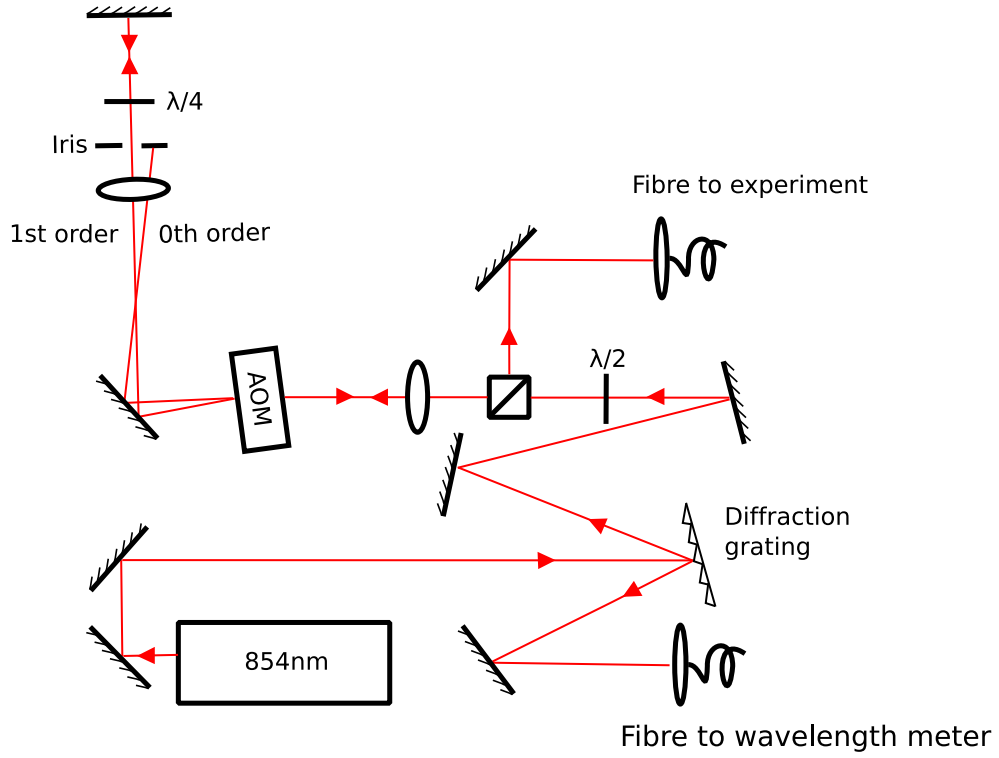 λ/4
Iris
Fibre to experiment
1st order
0th order
λ/2
AOM
Diffraction
grating
854nm
Fibre to wavelength meter